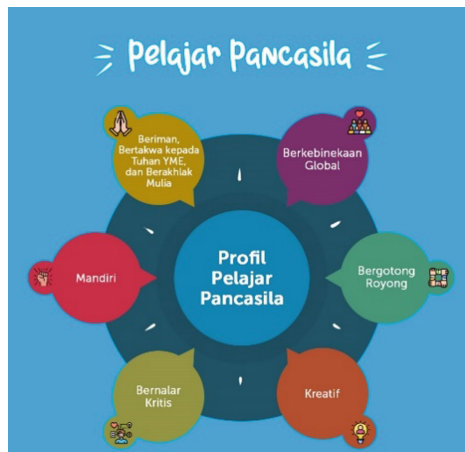 Pelajar Pancasila
Beriman,
Bertakwa kepada
Tuhan YME,
dan Berakhlak
Mulia
Berkebinekaan
Global
Mandiri
Profil
Pelajar
Pancasila
Bergotong
Royong
Bernalar
Kritis
Kreatif